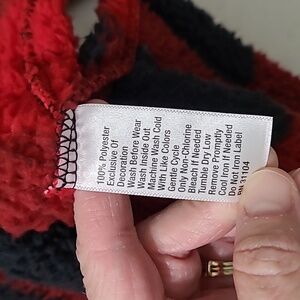 100% Polyester
Exclusive Of
Decoration
Wash Before Wear
Wash Inside Out
Machine Wash Cold
With Like Colors
Gentle Cycle
Only Non-Chlorine
Bleach If Needed
Tumble Dry Low
Remove Promptly
Cool Iron If Needed
Do Not Iron Label
RN 31104